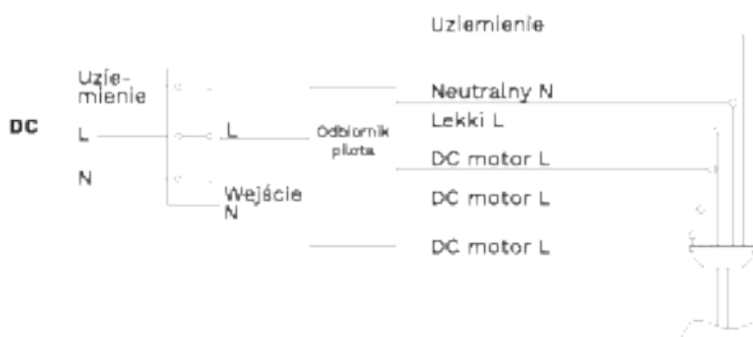 Uziemienie
Uzie-
mienie
DC
L
N
L
Wejście
N
Odbiornik
pilota
Neutralny N
Lekki L
DC motor L
DC motor L
DC motor L